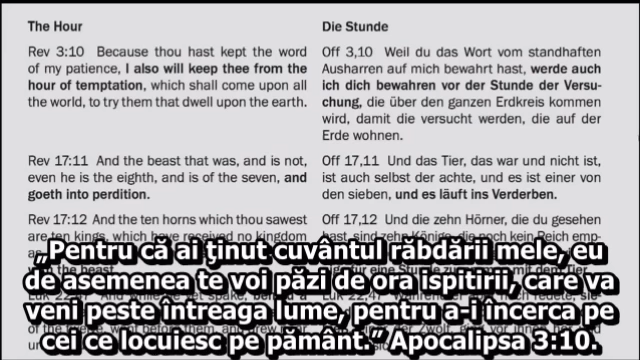 The Hour
Rev 3:10 Because thou hast kept the word
of my patience, I also will keep thee from the
hour of temptation, which shall come upon all
the world, to try them that dwell upon the earth.
Rev 17:11 And the beast that was, and is not,
even he is the eighth, and is of the seven, and
goeth into perdition.
Rev 17:12 And the ten horns which thou sawest
are ten kings, which have received no kingdom
Die Stunde
Off 3,10 Weil du das Wort vom standhaften
Ausharren auf mich bewahrt hast, werde auch
ich dich bewahren vor der Stunde der Versu-
chung, die über den ganzen Erdkreis kommen
wird, damit die versucht werden, die auf der
Erde wohnen.
Off 17,11 Und das Tier, das war und nicht ist,
ist auch selbst der achte, und es ist einer von
den sieben, und es läuft ins Verderben.
Off 17,12 Und die zehn Hörner, die du gesehen
hast, sind zehn Könige, die noch kein Reich emp-
„Pentru că ai ţinut cuvântul răbdării mele, eu
de asemenea te voi păzi de ora ispitirii, care va
veni peste întreaga lume, pentru a-i încerca pe
cei ce locuiesc pe pământ.” Apocalipsa 3:10.